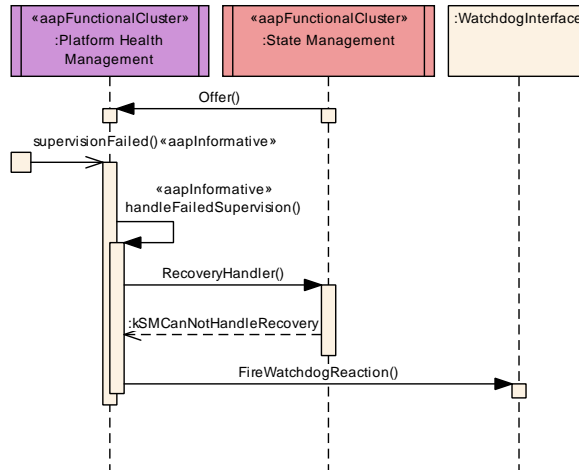 «aapFunctionalCluster»
:Platform Health
Management
«aapFunctionalCluster»
:State Management
:WatchdogInterface
Offer()
supervisionFailed() «aapInformative»
«aapInformative»
handleFailedSupervision()
RecoveryHandler()
:kSMCanNotHandleRecovery
FireWatchdogReaction()